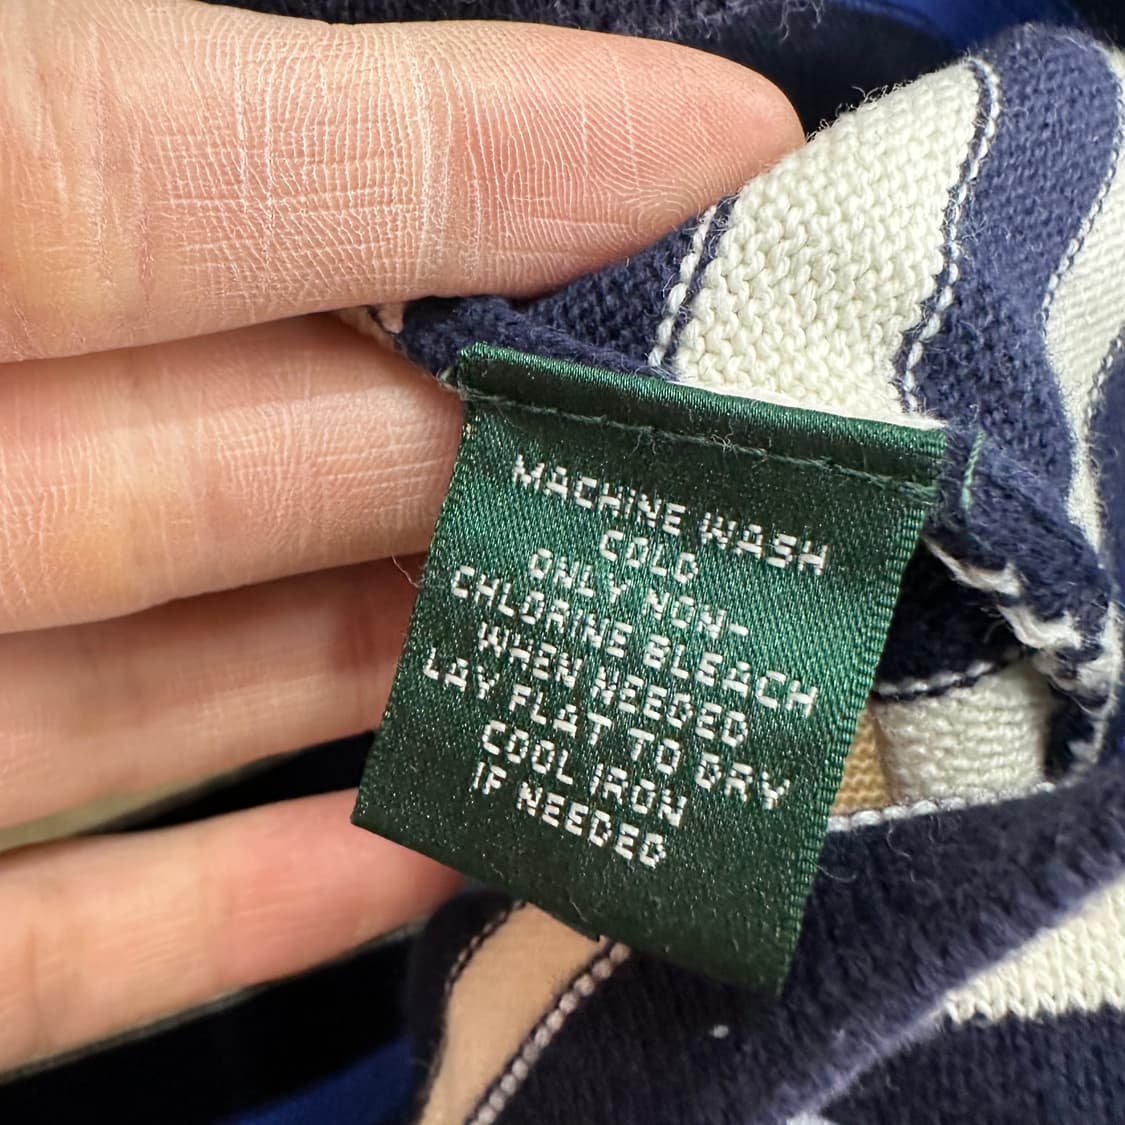 MACHINE WASH
COLD
ONLY NON-
CHLORINE BLEACH
WHEN NEEDED
LAY FLAT TO DRY
COOL IRON
IF NEEDED